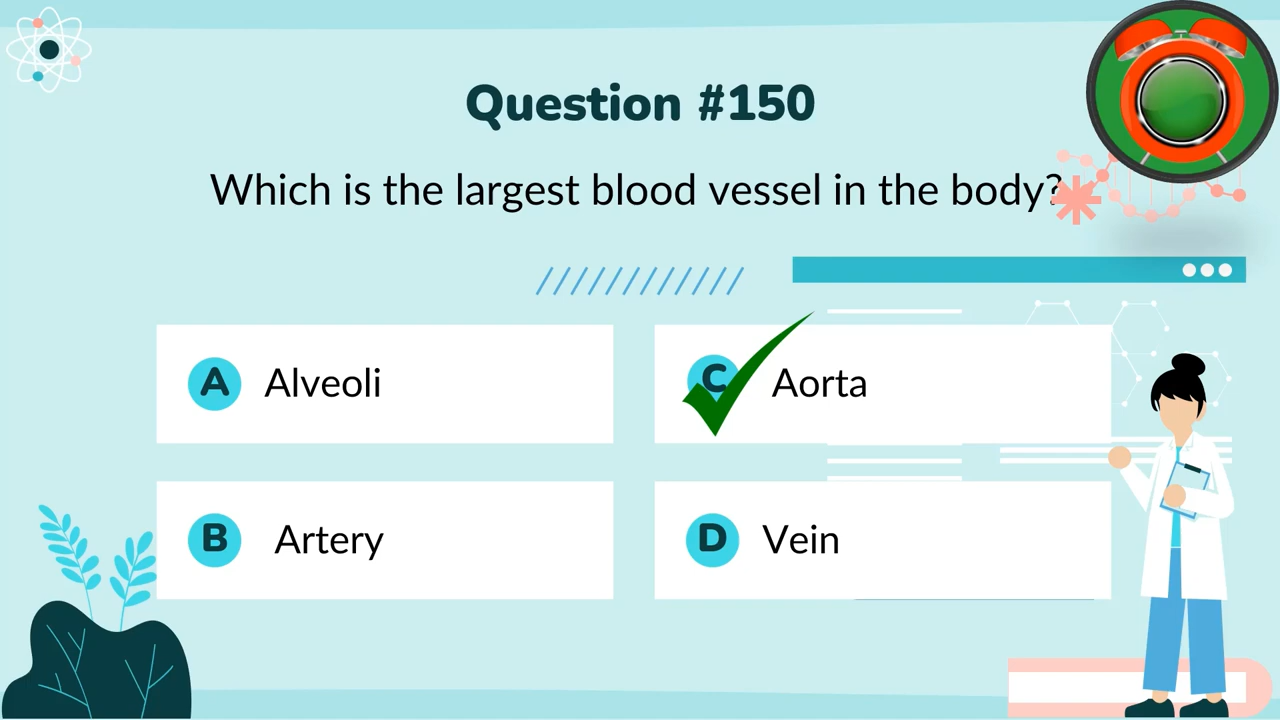 Question #150
Which is the largest blood vessel in the body?
A Alveoli
C Aorta
B Artery
D Vein